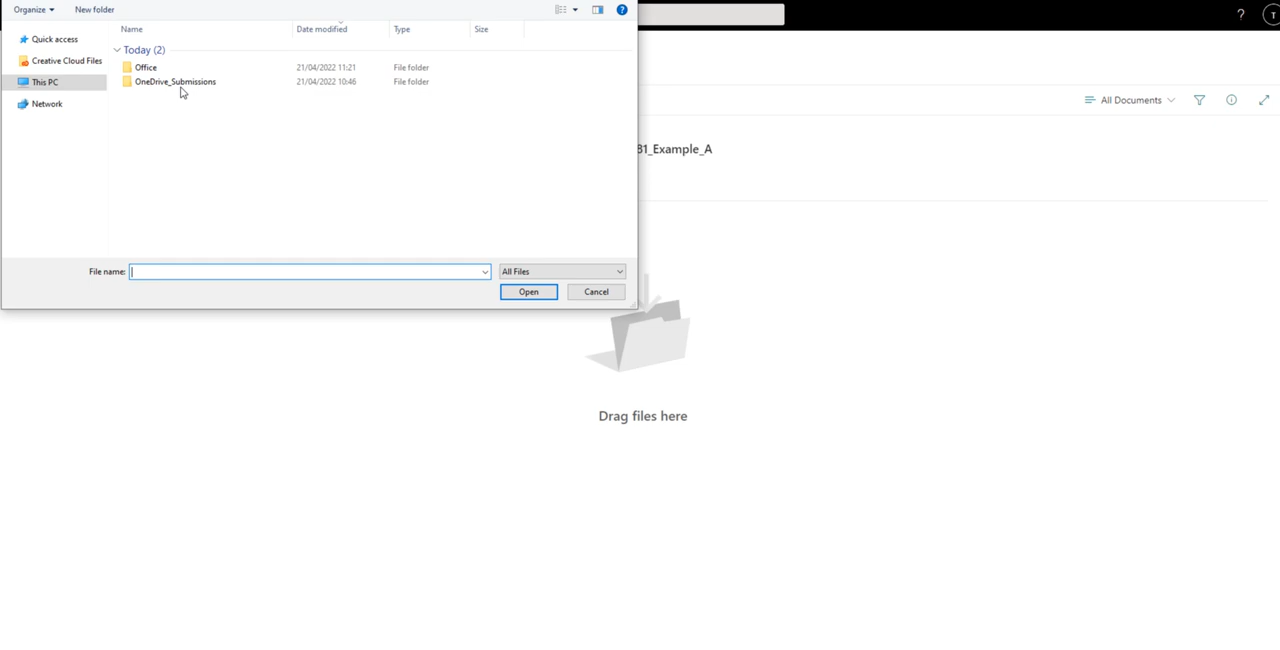 Organize New folder ?
Quick access
Creative Cloud Files
This PC
Network
Name Date modified Type Size
Today (2)
Office 21/04/2022 11:21 File folder
OneDrive_Submissions 21/04/2022 10:46 File folder
File name: All Files
Open Cancel
? T
All Documents
81_Example_A
Drag files here